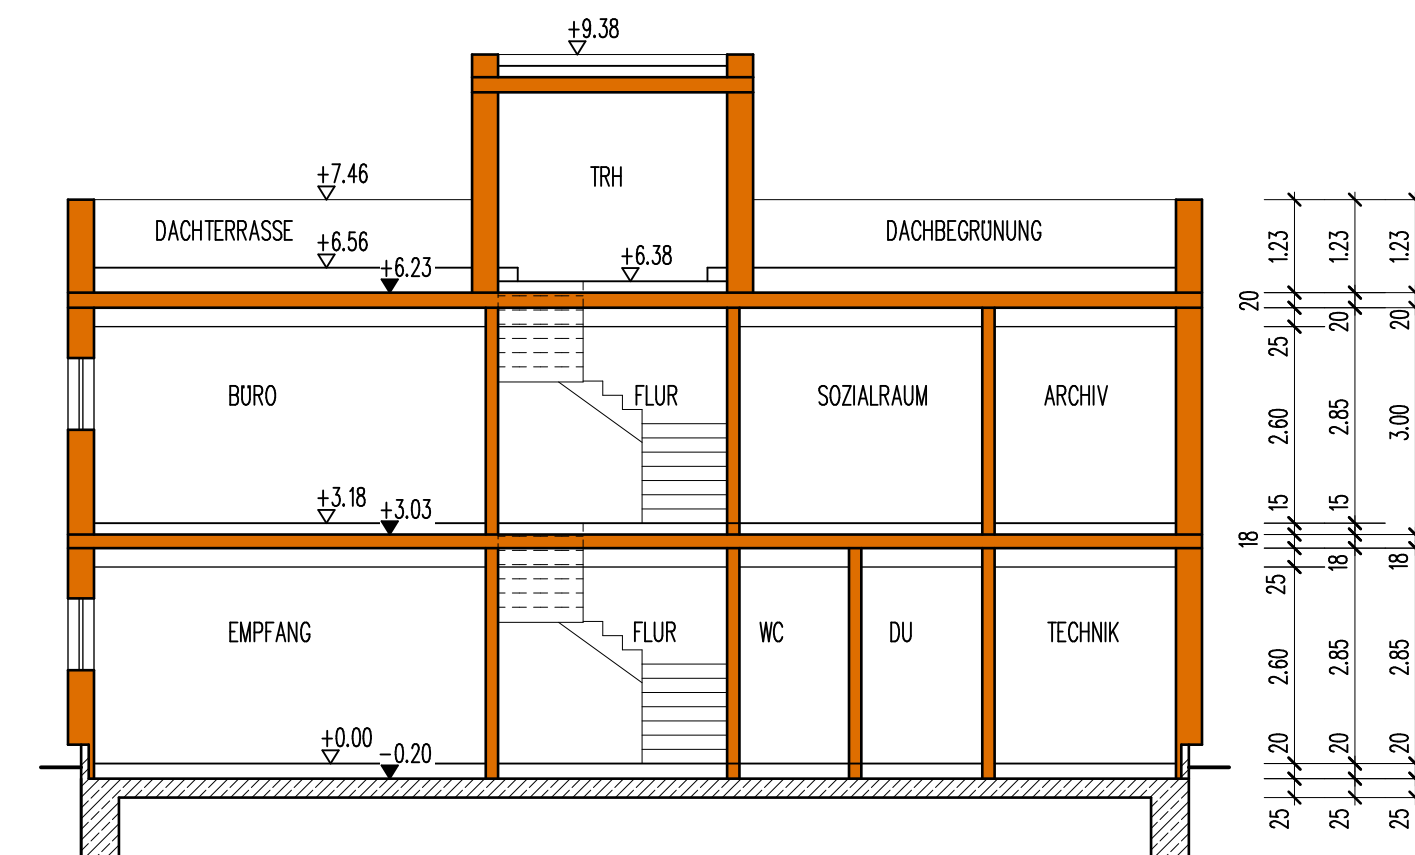 +9.38
+7.46
TRH
DACHTERRASSE
DACHBEGRÜNUNG
+6.56
+6.23
+6.38
BÜRO
FLUR
SOZIALRAUM
ARCHIV
+3.18
+3.03
EMPFANG
FLUR
WC
DU
TECHNIK
+0.00
-0.20
1.23
1.23
1.23
20
20
20
25
2.60
2.85
3.00
15
15
18
18
18
25
2.60
2.85
2.85
20
20
20
25
25
25